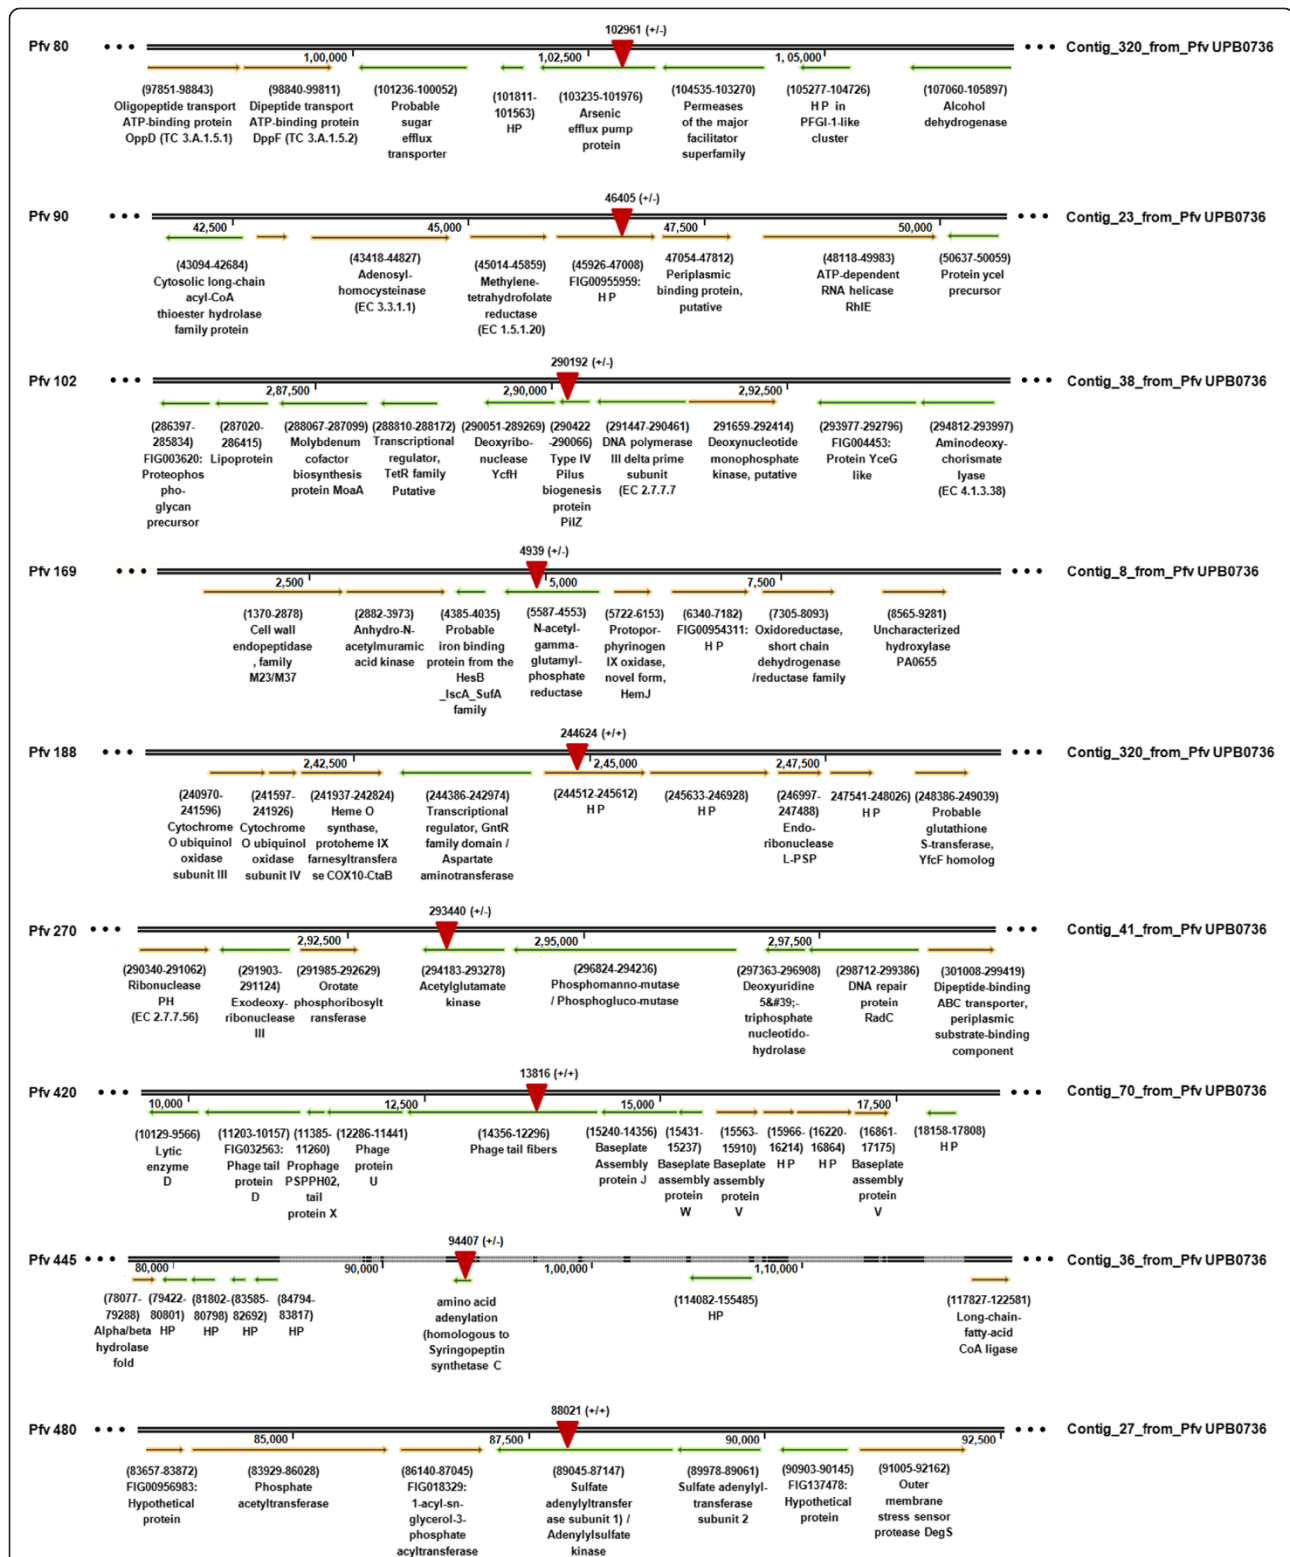 102961 (+/-)
Pfv 80 • • • • • • Contig_320_from_Pfv UPB0736
1,00,000 1,02,500 1,05,000
(97851-98843) Oligopeptide transport ATP-binding protein OppD (TC 3.A.1.5.1)
(98840-99811) Dipeptide transport ATP-binding protein DppF (TC 3.A.1.5.2)
(101236-100052) Probable sugar efflux transporter
(101811-101563) HP
(103235-101976) Arsenic efflux pump protein
(104535-103270) Permeases of the major facilitator superfamily
(105277-104726) H P in PFGI-1-like cluster
(107060-105897) Alcohol dehydrogenase
46405 (+/-)
Pfv 90 • • • • • • Contig_23_from_Pfv UPB0736
42,500 45,000 47,500 50,000
(43094-42684) Cytosolic long-chain acyl-CoA thioester hydrolase family protein
(43418-44827) Adenosyl-homocysteinase (EC 3.3.1.1)
(45014-45859) Methylene-tetrahydrofolate reductase (EC 1.5.1.20)
(45926-47008) FIG00955959: H P
47054-47812) Periplasmic binding protein, putative
(48118-49983) ATP-dependent RNA helicase RhlE
(50637-50059) Protein yceI precursor
290192 (+/-)
Pfv 102 • • • • • • Contig_38_from_Pfv UPB0736
2,87,500 2,90,000 2,92,500
(286397-285834) FIG003620: Proteophospho-glycan precursor
(287020-286415) Lipoprotein
(288067-287099) Molybdenum cofactor biosynthesis protein MoaA
(288810-288172) Transcriptional regulator, TetR family Putative
(290051-289269) Deoxyribo-nuclease YcfH
(290422-290066) Type IV Pilus biogenesis protein PilZ
(291447-290461) DNA polymerase III delta prime subunit (EC 2.7.7.7
291659-292414) Deoxynucleotide monophosphate kinase, putative
(293977-292796) FIG004453: Protein YceG like
(294812-293997) Aminodeoxy-chorismate lyase (EC 4.1.3.38)
4939 (+/-)
Pfv 169 • • • • • • Contig_8_from_Pfv UPB0736
2,500 5,000 7,500
(1370-2878) Cell wall endopeptidase , family M23/M37
(2882-3973) Anhydro-N-acetylmuramic acid kinase
(4385-4035) Probable iron binding protein from the HesB _IscA_SufA family
(5587-4553) N-acetyl-gamma-glutamyl-phosphate reductase
(5722-6153) Protopor-phyrinogen IX oxidase, novel form, HemJ
(6340-7182) FIG00954311: H P
(7305-8093) Oxidoreductase, short chain dehydrogenase /reductase family
(8565-9281) Uncharacterized hydroxylase PA0655
244624 (+/+)
Pfv 188 • • • • • • Contig_320_from_Pfv UPB0736
2,42,500 2,45,000 2,47,500
(240970-241596) Cytochrome O ubiquinol oxidase subunit III
(241597-241926) Cytochrome O ubiquinol oxidase subunit IV
(241937-242824) Heme O synthase, protoheme IX farnesyltransfera se COX10-CtaB
(244386-242974) Transcriptional regulator, GntR family domain / Aspartate aminotransferase
(244512-245612) H P
(245633-246928) H P
(246997-247488) Endo-ribonuclease L-PSP
247541-248026) H P
(248386-249039) Probable glutathione S-transferase, YfcF homolog
293440 (+/-)
Pfv 270 • • • • • • Contig_41_from_Pfv UPB0736
2,92,500 2,95,000 2,97,500
(290340-291062) Ribonuclease PH (EC 2.7.7.56)
(291903-291124) Exodeoxy-ribonuclease III
(291985-292629) Orotate phosphoribosylt ransferase
(294183-293278) Acetylglutamate kinase
(296824-294236) Phosphomanno-mutase / Phosphogluco-mutase
(297363-296908) Deoxyuridine 5&#39;-triphosphate nucleotido-hydrolase
(298712-299386) DNA repair protein RadC
(301008-299419) Dipeptide-binding ABC transporter, periplasmic substrate-binding component
13816 (+/+)
Pfv 420 • • • • • • Contig_70_from_Pfv UPB0736
10,000 12,500 15,000 17,500
(10129-9566) Lytic enzyme D
(11203-10157) FIG032563: Phage tail protein D
(11385-11260) Prophage PSPPH02, tail protein X
(12286-11441) Phage protein U
(14356-12296) Phage tail fibers
(15240-14356) Baseplate Assembly protein J
(15431-15237) Baseplate assembly protein W
(15563-15910) Baseplate assembly protein V
(15966-16214) H P
(16220-16864) H P
(16861-17175) Baseplate assembly protein V
(18158-17808) H P
94407 (+/-)
Pfv 445 • • • • • • Contig_36_from_Pfv UPB0736
80,000 90,000 1,00,000 1,10,000
(78077-79288) Alpha/beta hydrolase fold
(79422-80801) HP
(81802-80798) HP
(83585-82692) HP
(84794-83817) HP
amino acid adenylation (homologous to Syringopeptin synthetase C
(114082-155485) HP
(117827-122581) Long-chain-fatty-acid CoA ligase
88021 (+/+)
Pfv 480 • • • • • • Contig_27_from_Pfv UPB0736
85,000 87,500 90,000 92,500
(83657-83872) FIG00956983: Hypothetical protein
(83929-86028) Phosphate acetyltransferase
(86140-87045) FIG018329: 1-acyl-sn-glycerol-3-phosphate acyltransferase
(89045-87147) Sulfate adenylyltransfer ase subunit 1) / Adenylylsulfate kinase
(89978-89061) Sulfate adenylyl-transferase subunit 2
(90903-90145) FIG137478: Hypothetical protein
(91005-92162) Outer membrane stress sensor protease DegS